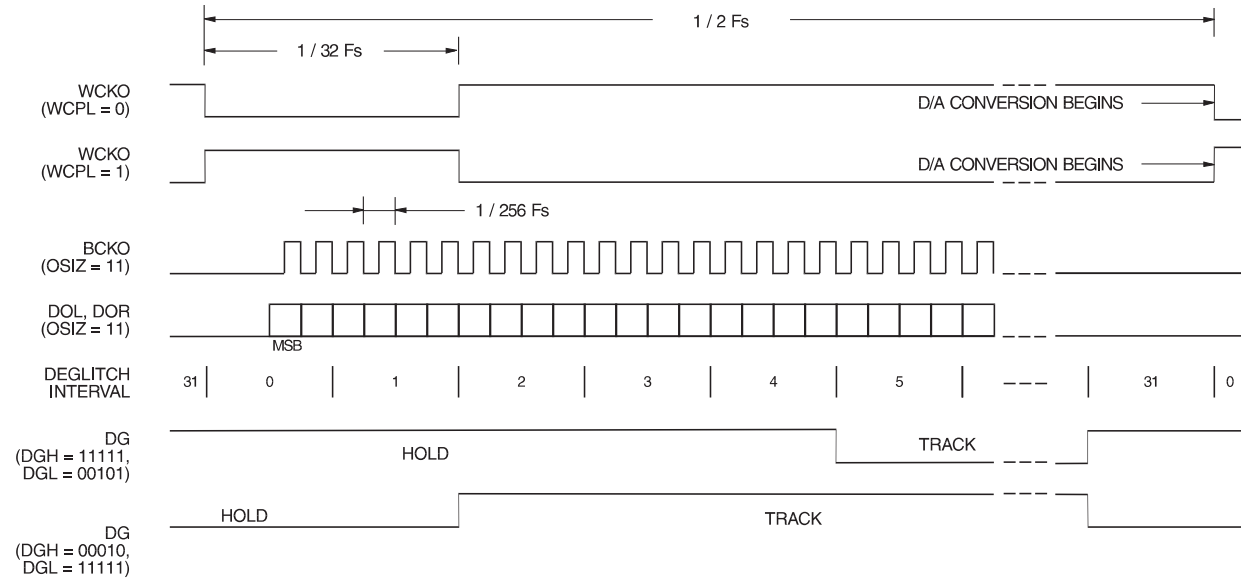 1 / 2 Fs
1 / 32 Fs
WCKO
(WCPL = 0)
D/A CONVERSION BEGINS
WCKO
(WCPL = 1)
D/A CONVERSION BEGINS
1 / 256 Fs
BCKO
(OSIZ = 11)
DOL, DOR
(OSIZ = 11)
MSB
DEGLITCH
INTERVAL
31 0 1 2 3 4 5 31 0
DG
(DGH = 11111,
DGL = 00101)
HOLD
TRACK
HOLD
TRACK
DG
(DGH = 00010,
DGL = 11111)